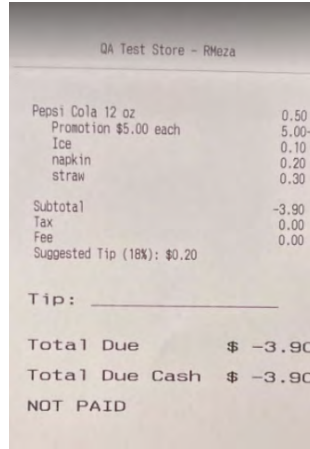 QA Test Store - RMeza
Pepsi Cola 12 oz 0.50
Promotion $5.00 each 5.00-
Ice 0.10
napkin 0.20
straw 0.30
Subtotal -3.90
Tax 0.00
Fee 0.00
Suggested Tip (18%): $0.20
Tip: ________________
Total Due $ -3.90
Total Due Cash $ -3.90
NOT PAID